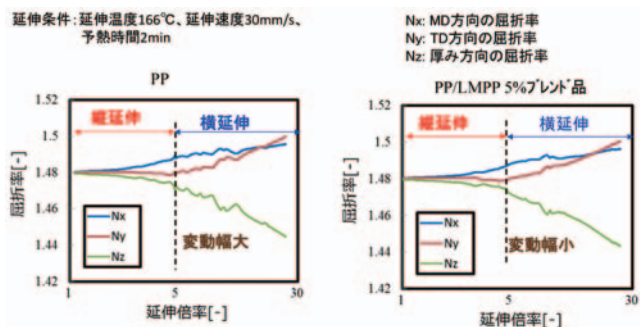 延伸条件：延伸温度166℃、延伸速度30mm/s、
予熱時間2min
Nx: MD方向の屈折率
Ny: TD方向の屈折率
Nz: 厚み方向の屈折率
PP
1.52
1.5
1.48
1.46
1.44
1.42
屈折率[-]
縦延伸
横延伸
Nx
Ny
Nz
変動幅大
1
5
30
延伸倍率[-]
PP/LMPP 5%ブレンド品
1.52
1.5
1.48
1.46
1.44
1.42
屈折率[-]
縦延伸
横延伸
Nx
Ny
Nz
変動幅小
1
5
30
延伸倍率[-]